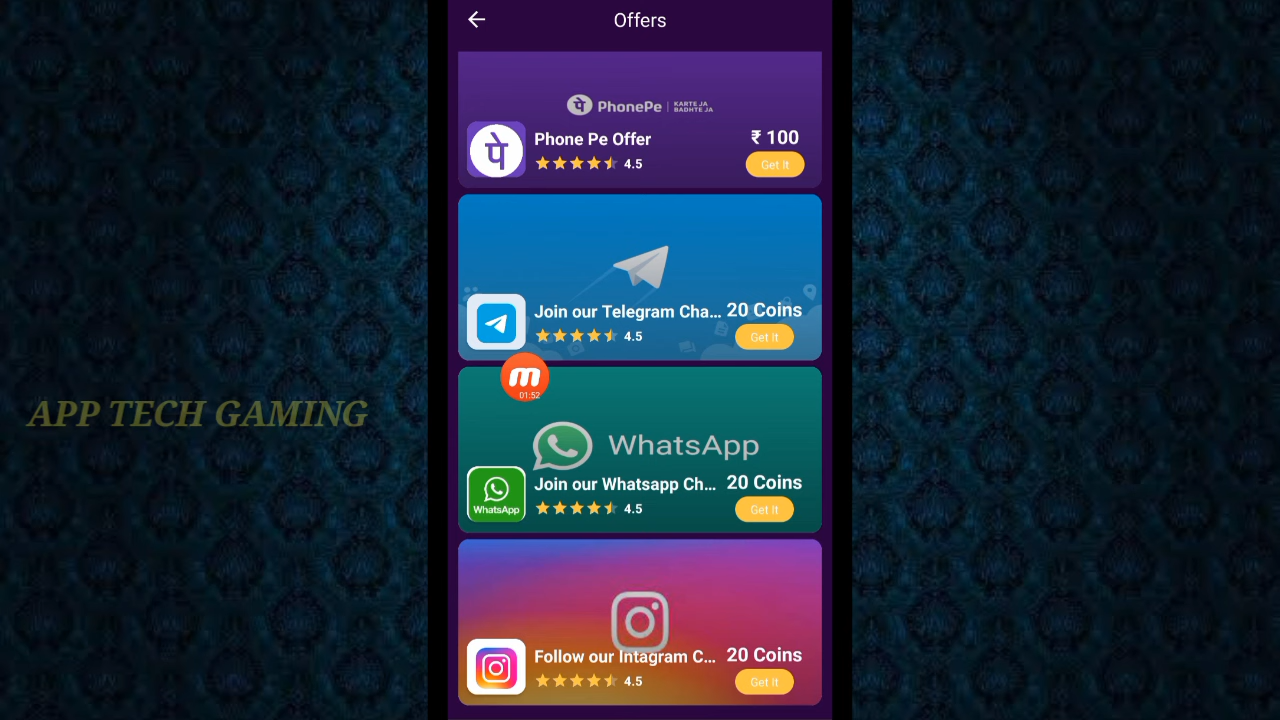 Offers
पे PhonePe | KARTE JA BADHTE JA
पे
Phone Pe Offer
₹ 100
4.5
Get It
Join our Telegram Cha...
20 Coins
4.5
Get It
m
01:52
WhatsApp
Join our Whatsapp Ch...
20 Coins
WhatsApp
4.5
Get It
Follow our Intagram C...
20 Coins
4.5
Get It
APP TECH GAMING